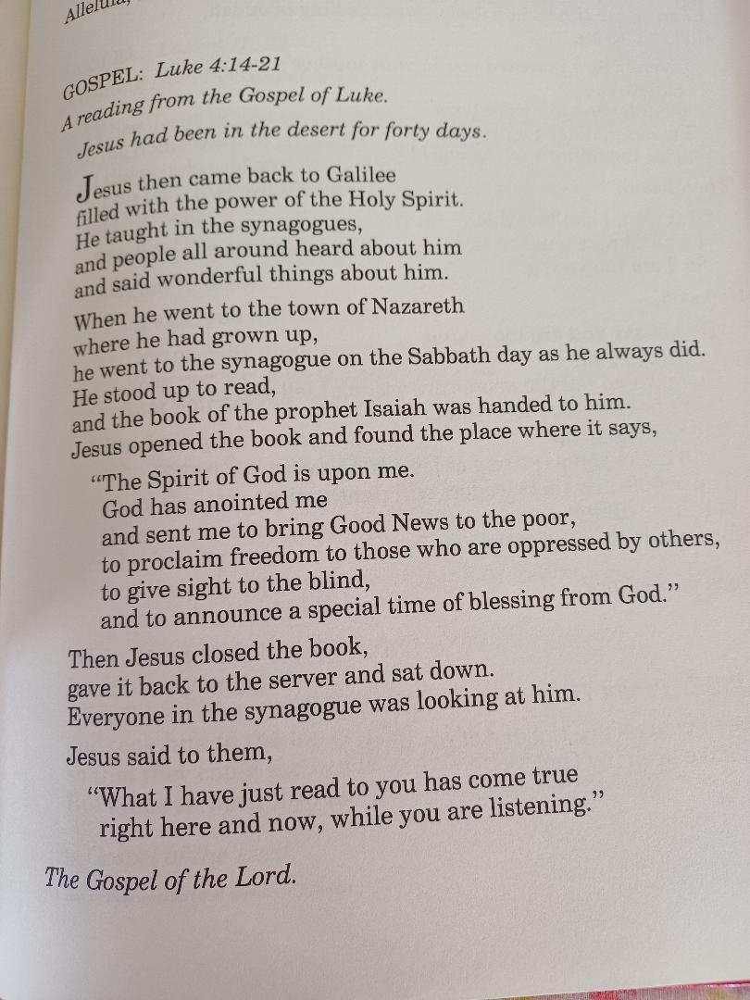 Alleluia,
GOSPEL: Luke 4:14-21
A reading from the Gospel of Luke.
Jesus had been in the desert for forty days.
Jesus then came back to Galilee
filled with the power of the Holy Spirit.
He taught in the synagogues,
and people all around heard about him
and said wonderful things about him.
When he went to the town of Nazareth
where he had grown up,
he went to the synagogue on the Sabbath day as he always did.
He stood up to read,
and the book of the prophet Isaiah was handed to him.
Jesus opened the book and found the place where it says,
“The Spirit of God is upon me.
God has anointed me
and sent me to bring Good News to the poor,
to proclaim freedom to those who are oppressed by others,
to give sight to the blind,
and to announce a special time of blessing from God.”
Then Jesus closed the book,
gave it back to the server and sat down.
Everyone in the synagogue was looking at him.
Jesus said to them,
“What I have just read to you has come true
right here and now, while you are listening.”
The Gospel of the Lord.